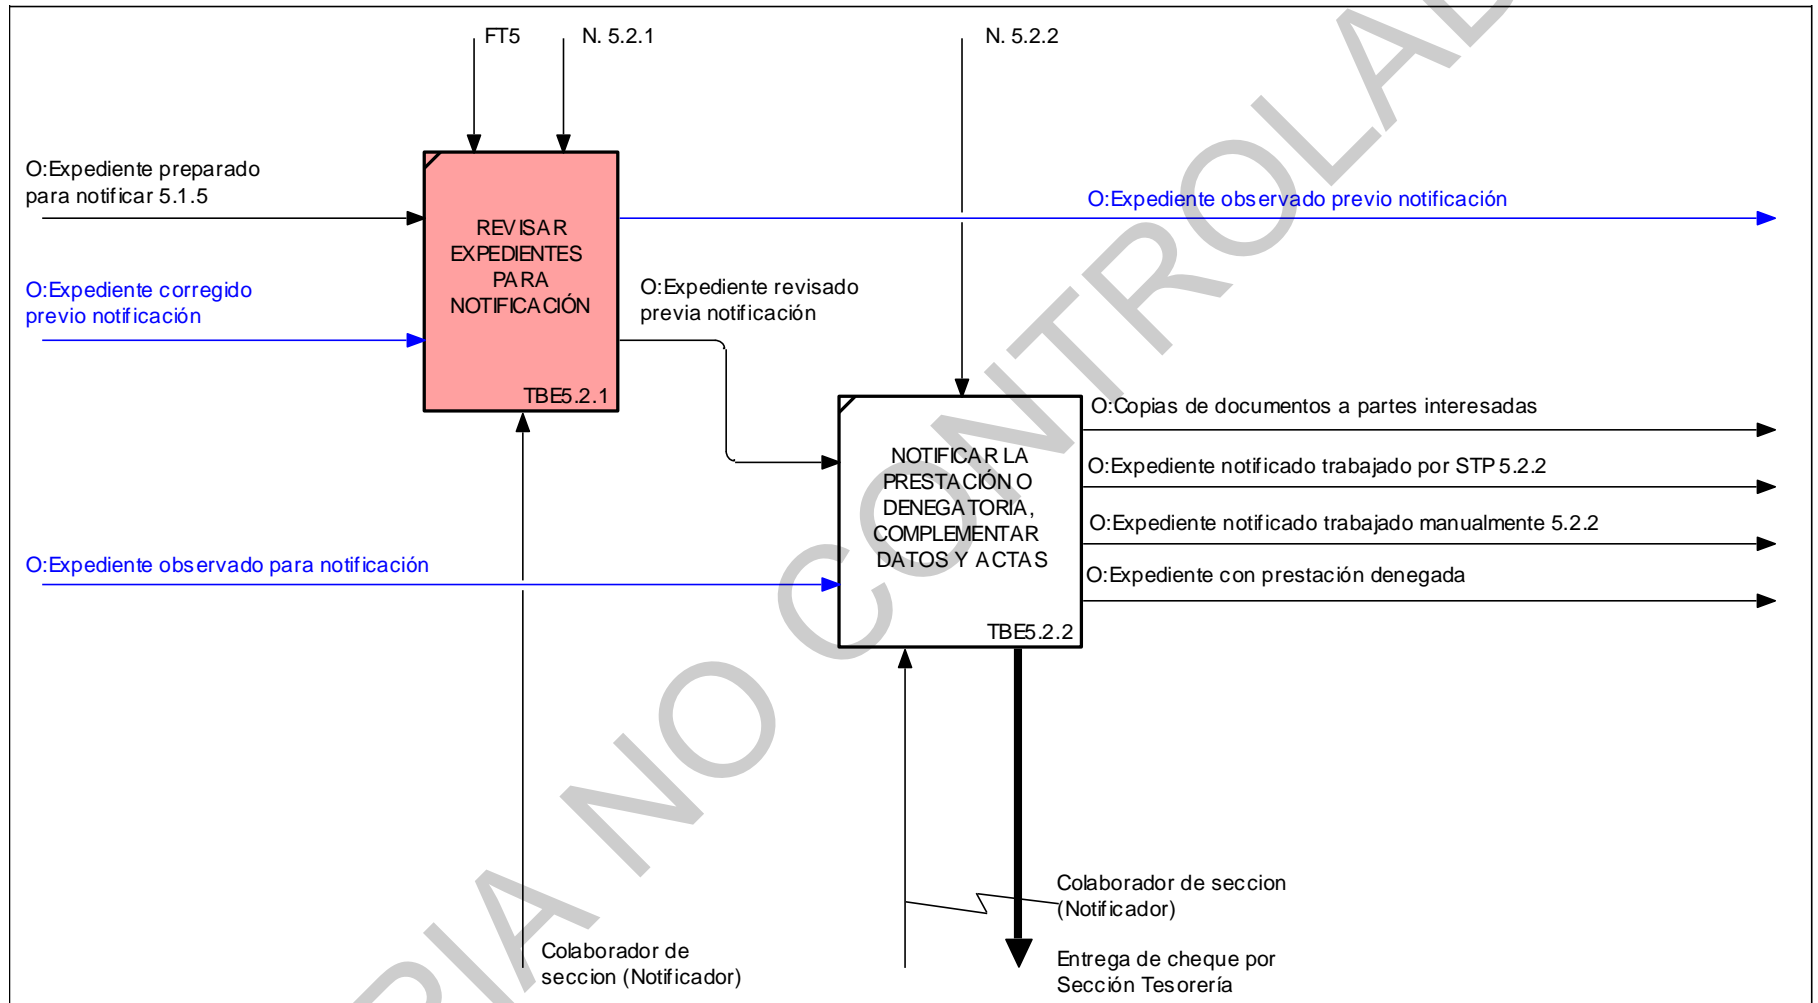 FT5
N. 5.2.1
N. 5.2.2
O:Expediente preparado
para notificar 5.1.5
O:Expediente corregido
previo notificación
REVISAR
EXPEDIENTES
PARA
NOTIFICACIÓN
TBE5.2.1
O:Expediente observado previo notificación
O:Expediente revisado
previa notificación
O:Expediente observado para notificación
NOTIFICAR LA
PRESTACIÓN O
DENEGATORIA,
COMPLEMENTAR
DATOS Y ACTAS
TBE5.2.2
O:Copias de documentos a partes interesadas
O:Expediente notificado trabajado por STP 5.2.2
O:Expediente notificado trabajado manualmente 5.2.2
O:Expediente con prestación denegada
Colaborador de
seccion (Notificador)
Colaborador de seccion
(Notificador)
Entrega de cheque por
Sección Tesorería
RIA NO CONTROLAD